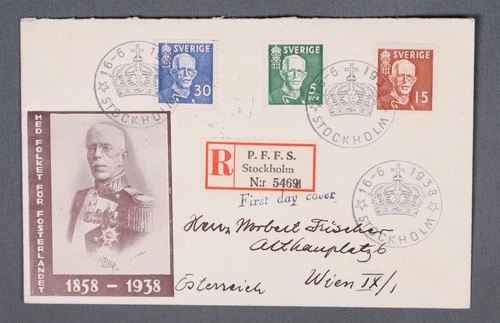 16-6 1938
STOCKHOLM
SVERIGE
30
SVERIGE
5
ÖRE
SVERIGE
15
16-6 1938
STOCKHOLM
16-6 1938
STOCKHOLM
MED FOLKET FÖR FOSTERLANDET
1858 - 1938
R
P. F. F. S.
Stockholm
N:r 5469
First day cover
Herrn Norbert Fischer
Althanplatz 6
Österreich Wien IX/1